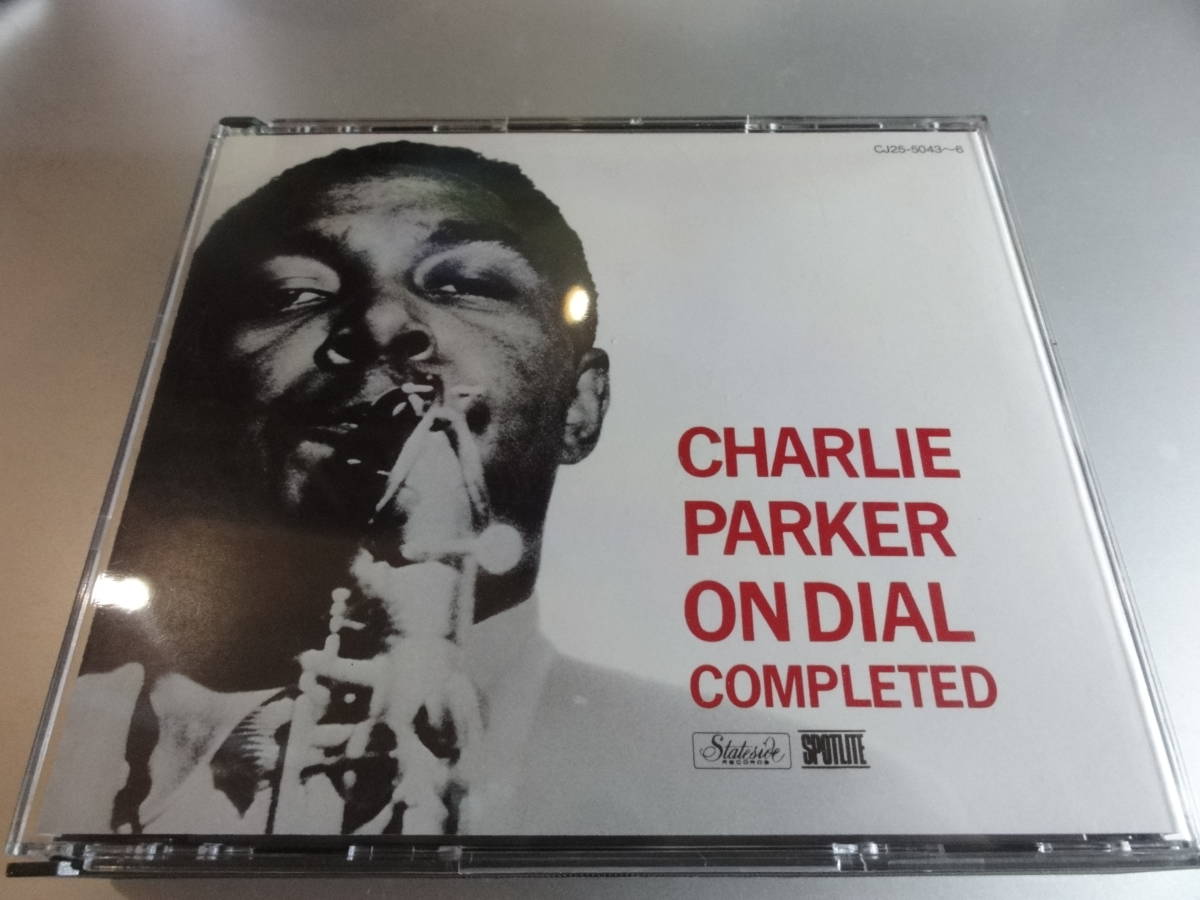 CJ25-5043～6
CHARLIE
PARKER
ON DIAL
COMPLETED
Stateside
RECORDS
SPOTLITE